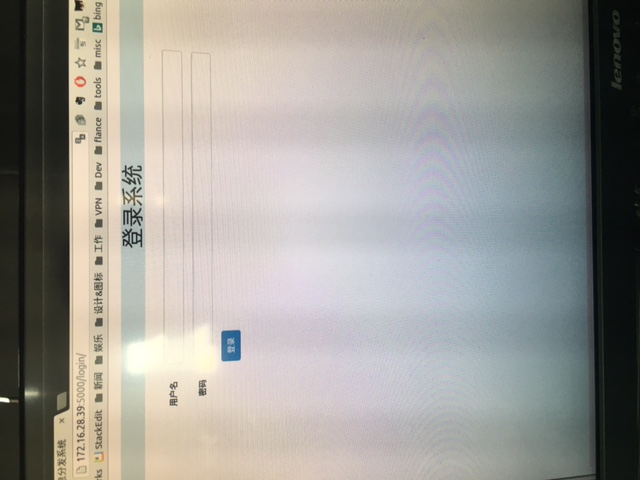 息分发系统 ×
172.16.28.39:5000/login/
rks StackEdit 新闻 娱乐 设计&图标 工作 VPN Dev flance tools misc bing
登录系统
用户名
密码
登录
lenovo